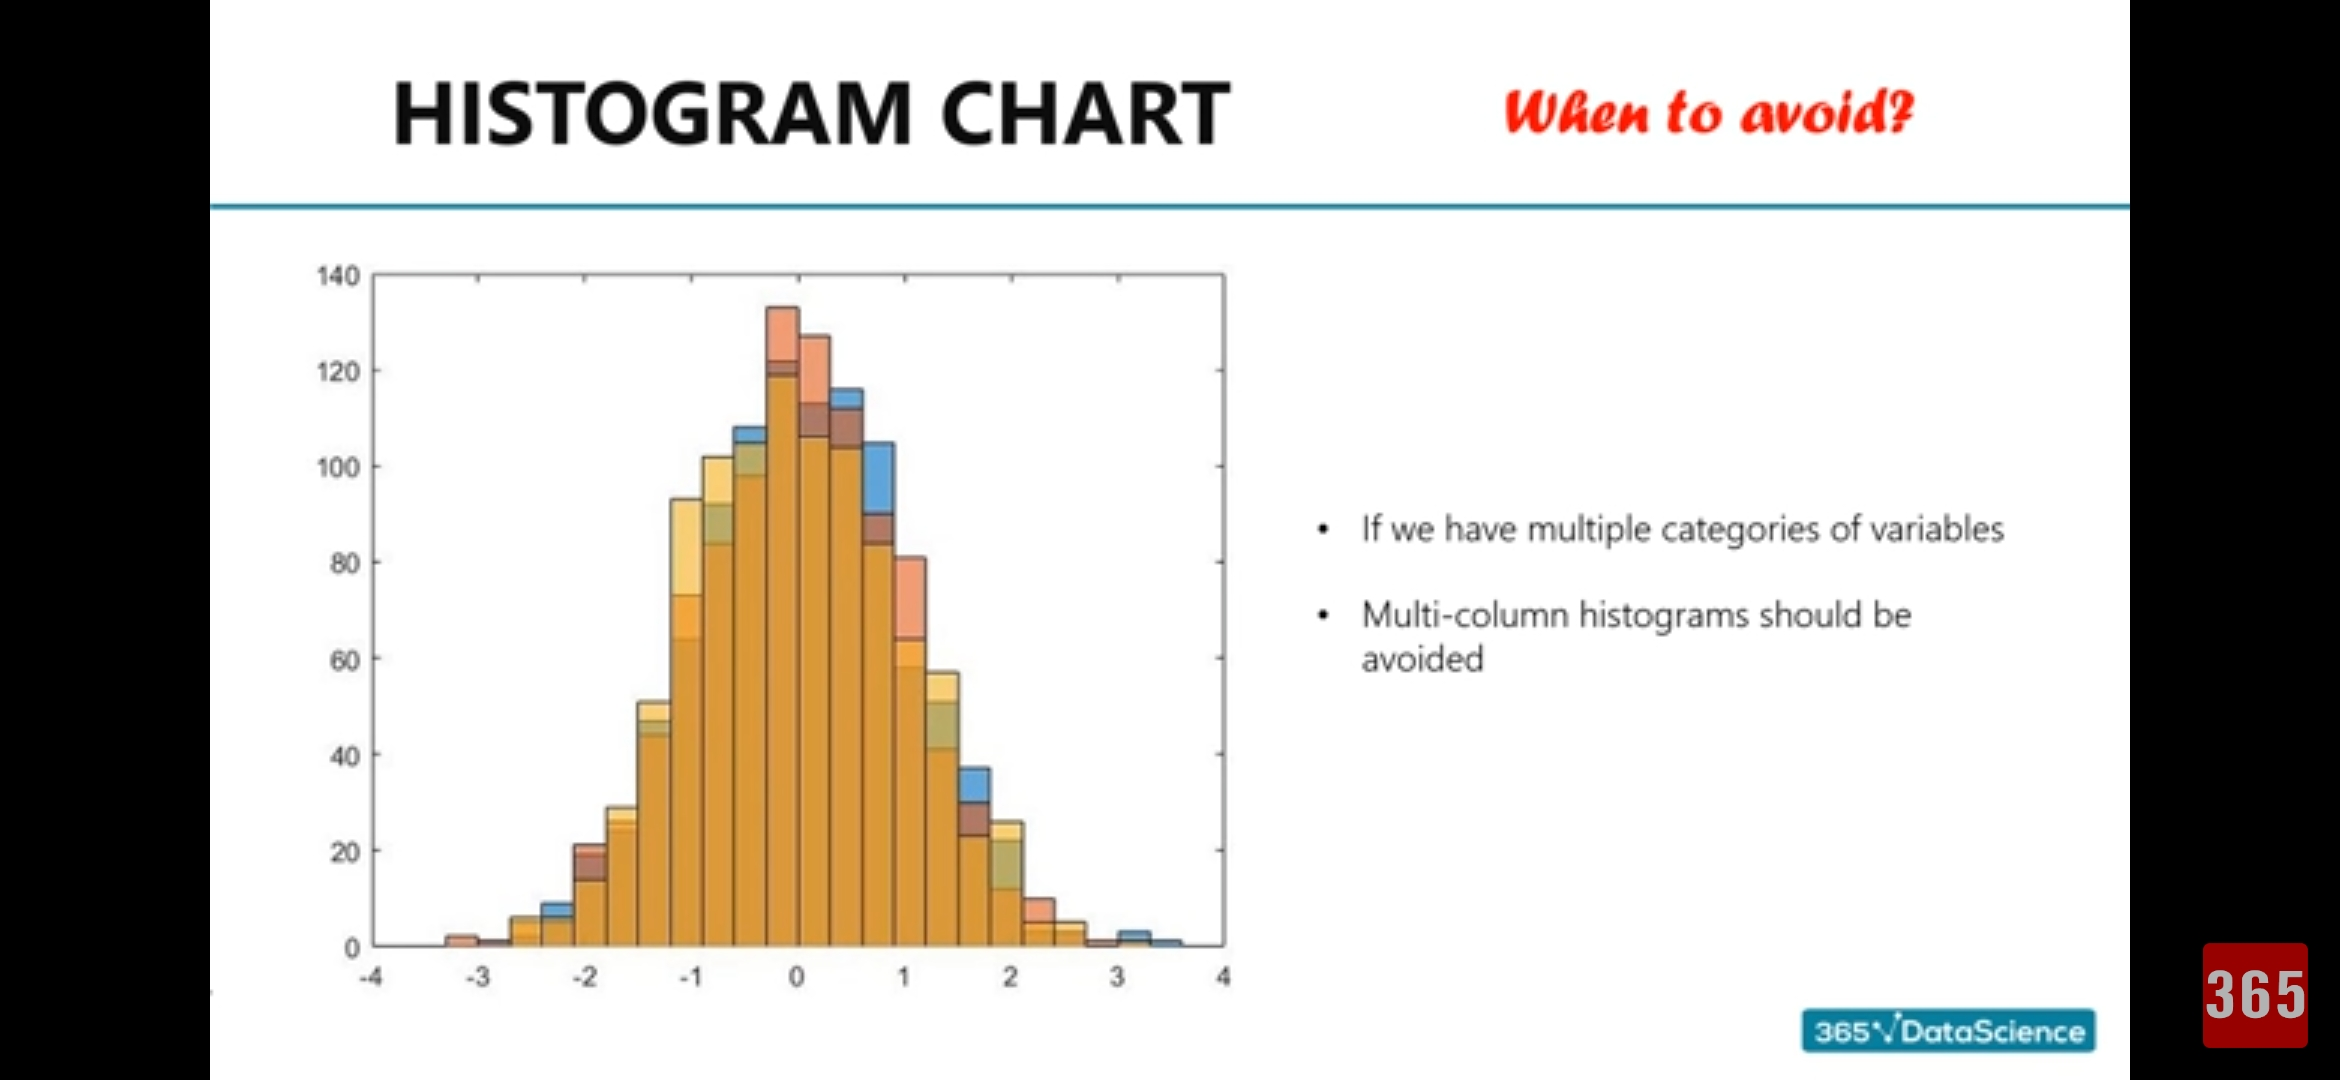 HISTOGRAM CHART
When to avoid?
140
120
100
80
60
40
20
0
-4 -3 -2 -1 0 1 2 3 4
• If we have multiple categories of variables
• Multi-column histograms should be
avoided
365 DataScience
365